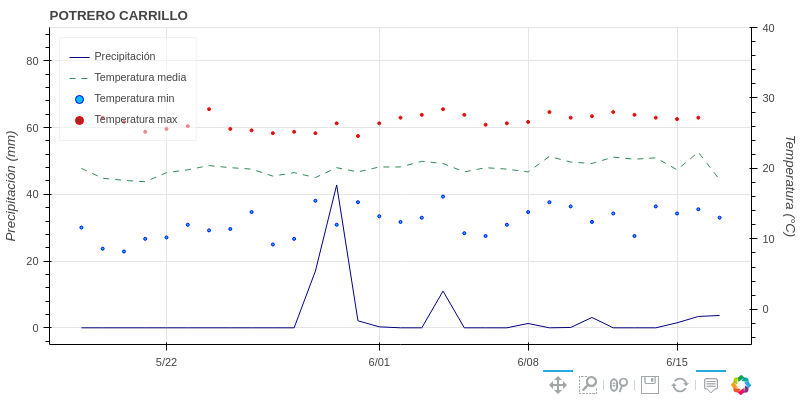 POTRERO CARRILLO
Precipitación
Temperatura media
Temperatura min
Temperatura max
Precipitación (mm)
80
60
40
20
0
Temperatura (°C)
40
30
20
10
0
5/22
6/01
6/08
6/15